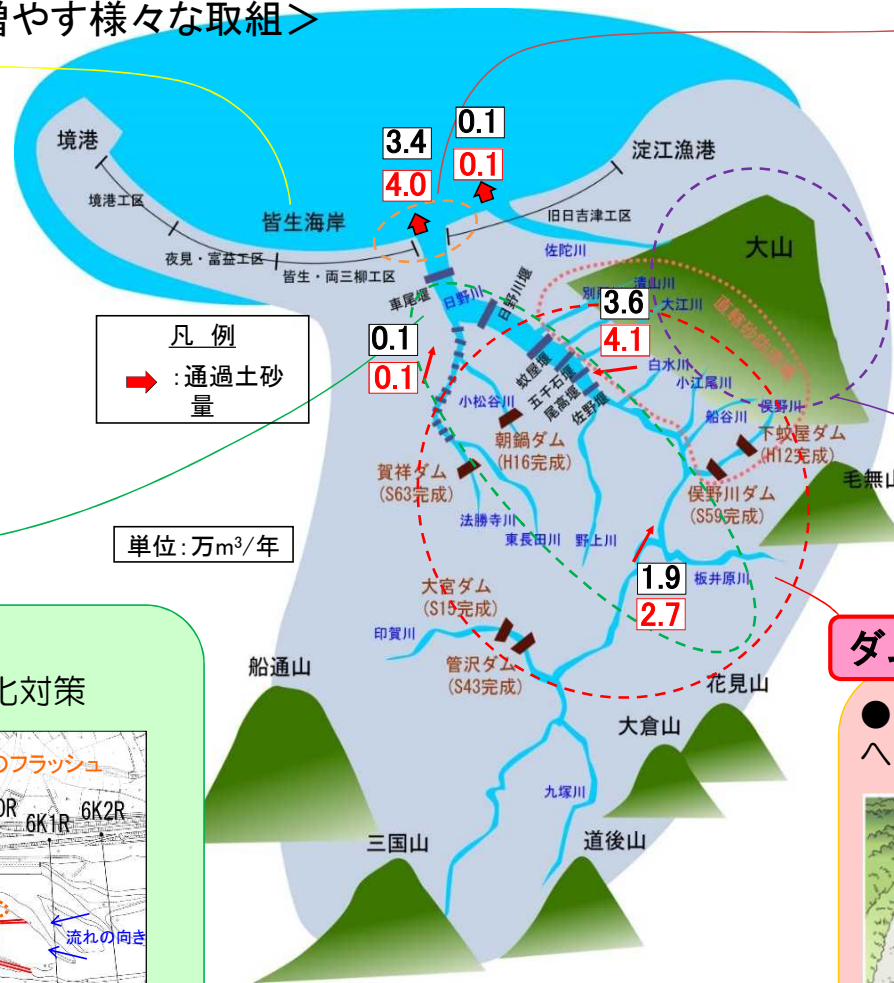 増やす様々な取組＞
境港
境港工区
夜見・富益工区
皆生海岸
皆生・両三柳工区
3.4
4.0
0.1
0.1
淀江漁港
旧日吉津工区
佐陀川
大山
清山川
大江川
3.6
4.1
白水川
小江尾川
船谷川
俣野川
下蚊屋ダム
(H12完成)
俣野川ダム
(S59完成)
毛無山
車尾堰
日野川
日野川堰
蚊屋堰
五千石堰
尾高堰
佐野堰
凡 例
：通過土砂
量
0.1
0.1
小松谷川
朝鍋ダム
(H16完成)
賀祥ダム
(S63完成)
法勝寺川
東長田川
野上川
単位：万m³/年
1.9
2.7
板井原川
大宮ダム
(S15完成)
印賀川
菅沢ダム
(S43完成)
船通山
花見山
大倉山
九塚川
三国山
道後山
化対策
のフラッシュ
0R
6K1R
6K2R
流れの向き
ダ
●
へ